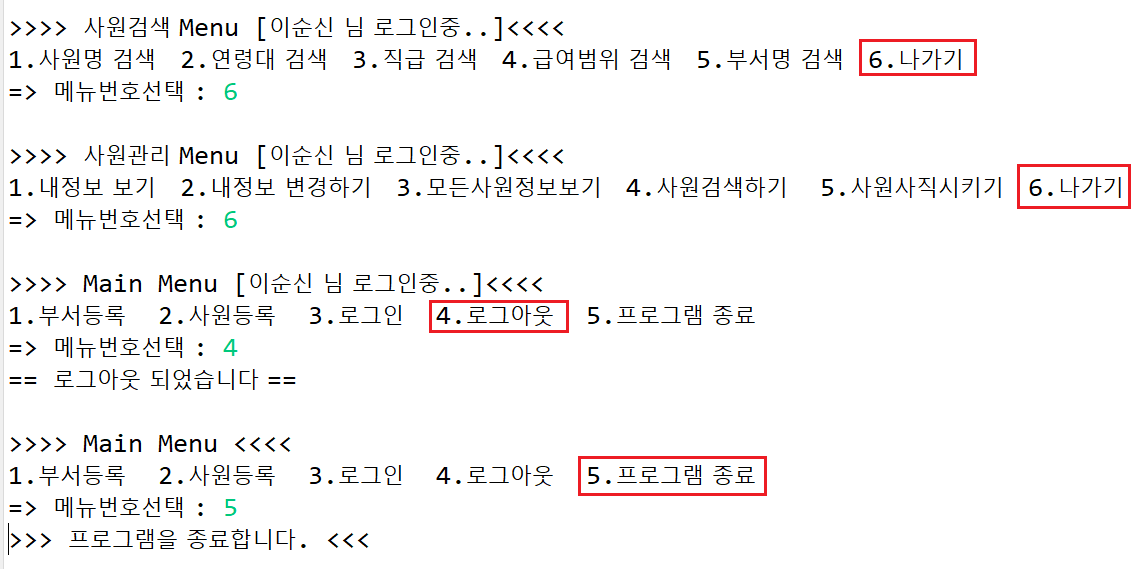 >>>> 사원검색 Menu [이순신 님 로그인중..]<<<<
1.사원명 검색  2.연령대 검색  3.직급 검색  4.급여범위 검색  5.부서명 검색  6.나가기
=> 메뉴번호선택 : 6
>>>> 사원관리 Menu [이순신 님 로그인중..]<<<<
1.내정보 보기  2.내정보 변경하기  3.모든사원정보보기  4.사원검색하기   5.사원사직시키기  6.나가기
=> 메뉴번호선택 : 6
>>>> Main Menu [이순신 님 로그인중..]<<<<
1.부서등록  2.사원등록  3.로그인  4.로그아웃  5.프로그램 종료
=> 메뉴번호선택 : 4
== 로그아웃 되었습니다 ==
>>>> Main Menu <<<<
1.부서등록  2.사원등록  3.로그인  4.로그아웃  5.프로그램 종료
=> 메뉴번호선택 : 5
>>> 프로그램을 종료합니다. <<<